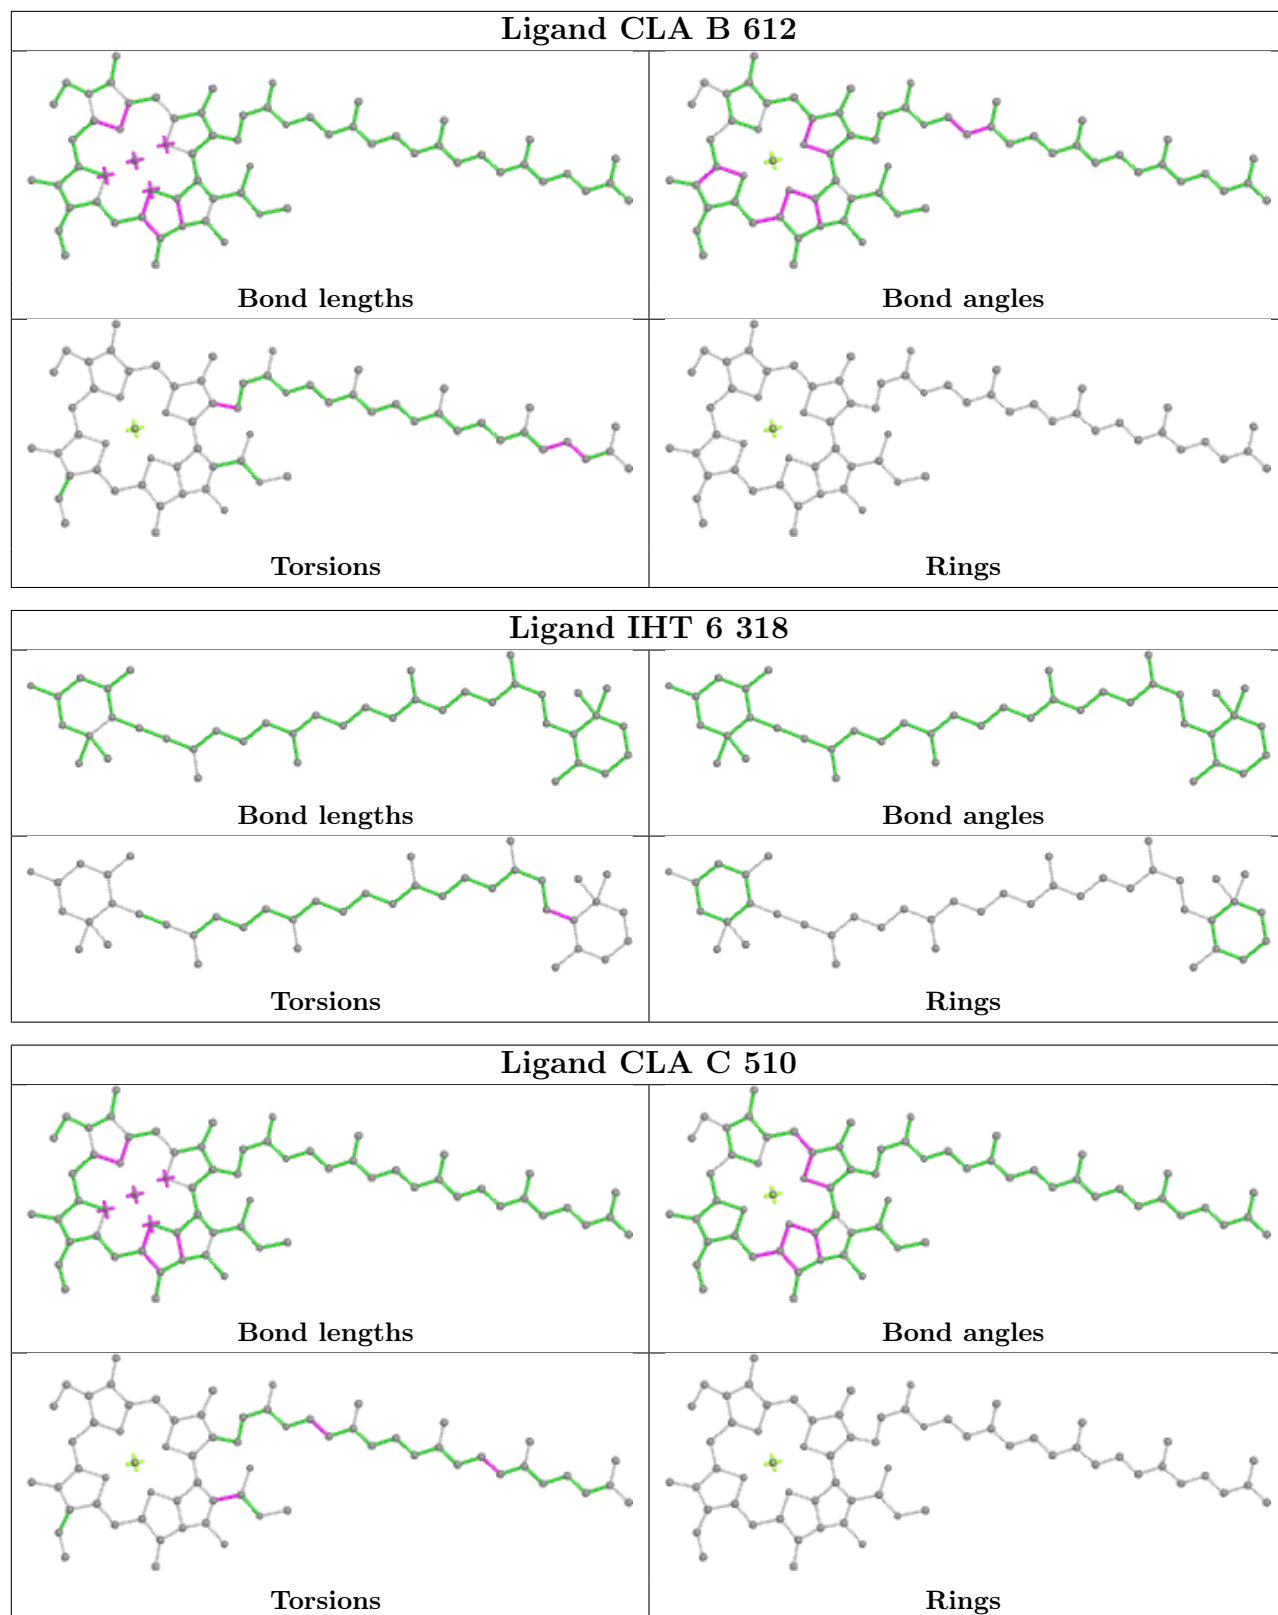 Ligand CLA B 612
Bond lengths
Bond angles
Torsions
Rings
Ligand IHT 6 318
Bond lengths
Bond angles
Torsions
Rings
Ligand CLA C 510
Bond lengths
Bond angles
Torsions
Rings